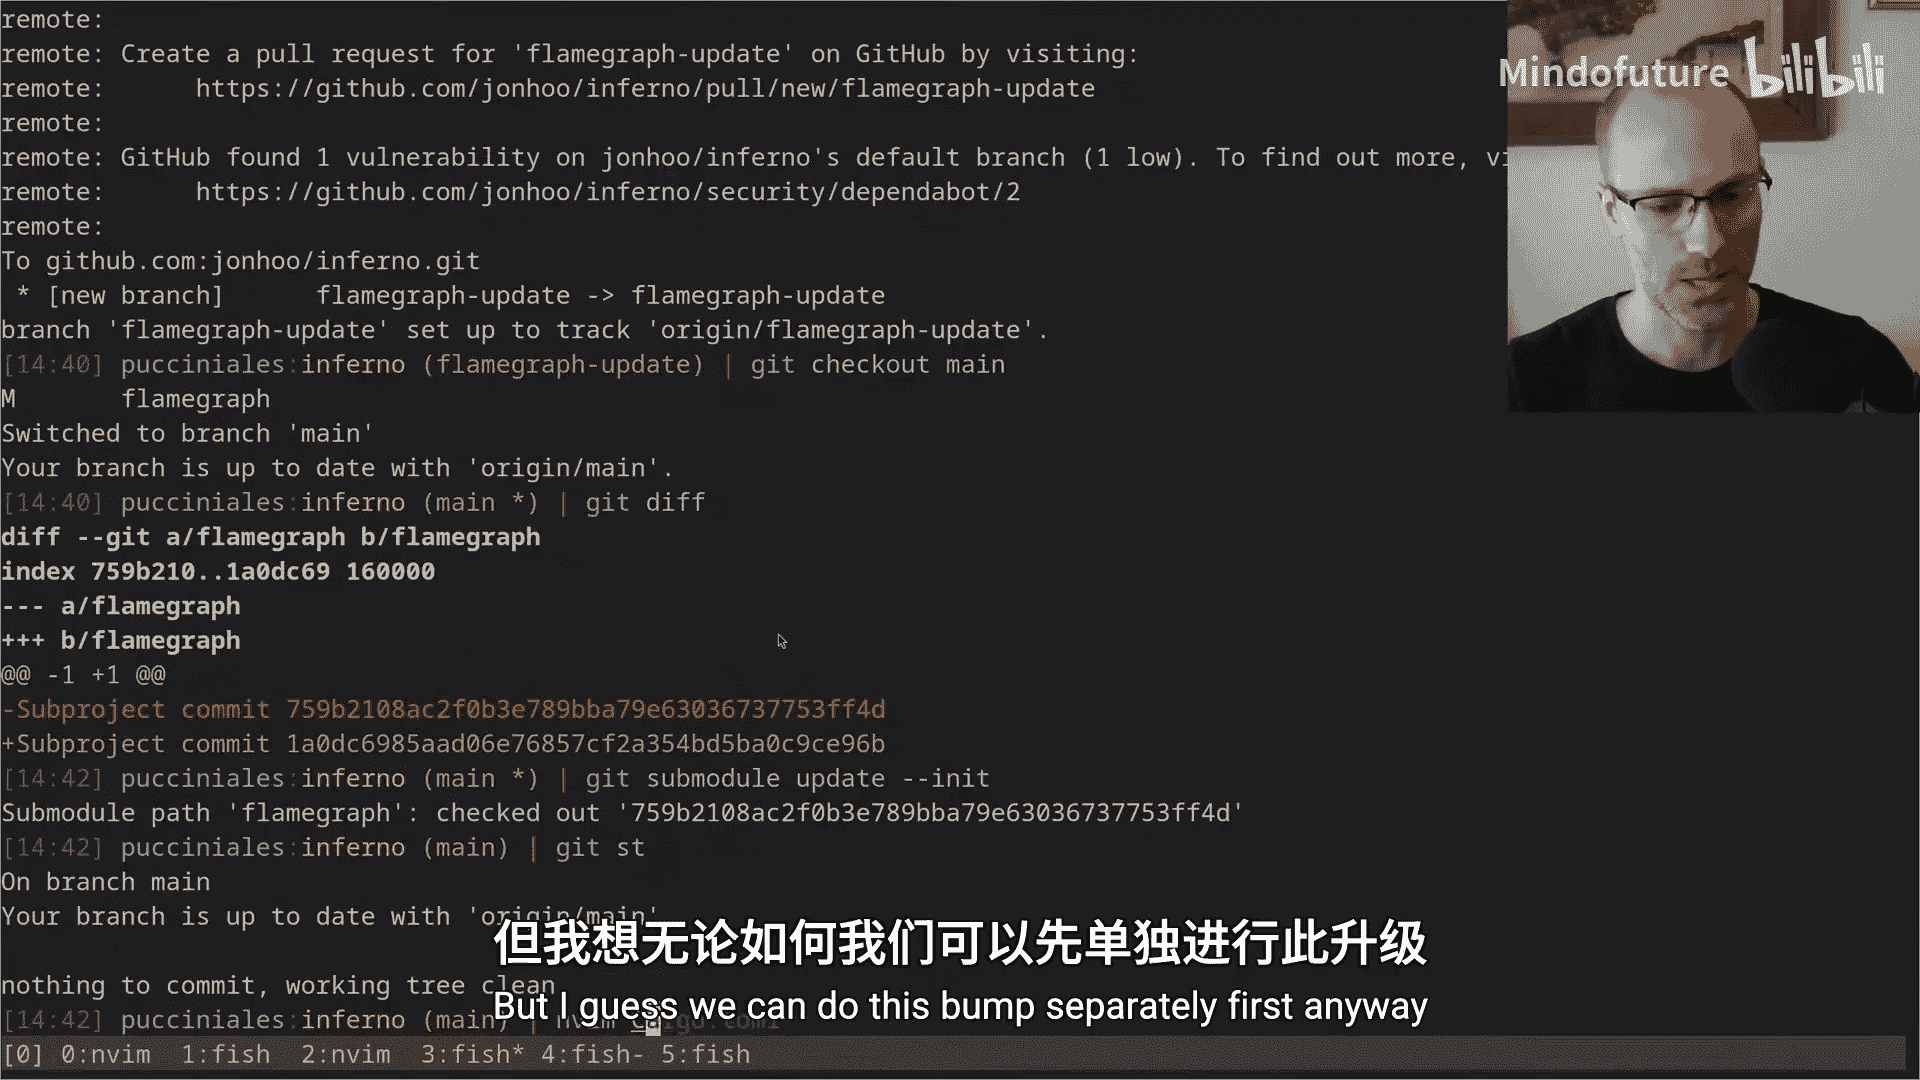 remote:
remote: Create a pull request for 'flamegraph-update' on GitHub by visiting:
remote:      https://github.com/jonhoo/inferno/pull/new/flamegraph-update
remote:
remote: GitHub found 1 vulnerability on jonhoo/inferno's default branch (1 low). To find out more,
remote:      https://github.com/jonhoo/inferno/security/dependabot/2
remote:
To github.com:jonhoo/inferno.git
 * [new branch]      flamegraph-update -> flamegraph-update
branch 'flamegraph-update' set up to track 'origin/flamegraph-update'.
[14:40] pucciniales:inferno (flamegraph-update) | git checkout main
M       flamegraph
Switched to branch 'main'
Your branch is up to date with 'origin/main'.
[14:40] pucciniales:inferno (main *) | git diff
diff --git a/flamegraph b/flamegraph
index 759b210..1a0dc69 160000
--- a/flamegraph
+++ b/flamegraph
@@ -1 +1 @@
-Subproject commit 759b2108ac2f0b3e789bba79e63036737753ff4d
+Subproject commit 1a0dc6985aad06e76857cf2a354bd5ba0c9ce96b
[14:42] pucciniales:inferno (main *) | git submodule update --init
Submodule path 'flamegraph': checked out '759b2108ac2f0b3e789bba79e63036737753ff4d'
[14:42] pucciniales:inferno (main) | git st
On branch main
Your branch is up to date with 'origin/main'.
nothing to commit, working tree clean
[14:42] pucciniales:inferno (main) | nvim
[0] 0:nvim  1:fish  2:nvim  3:fish* 4:fish- 5:fish
Mindofuture bilibili
但我想无论如何我们可以先单独进行此升级
But I guess we can do this bump separately first anyway